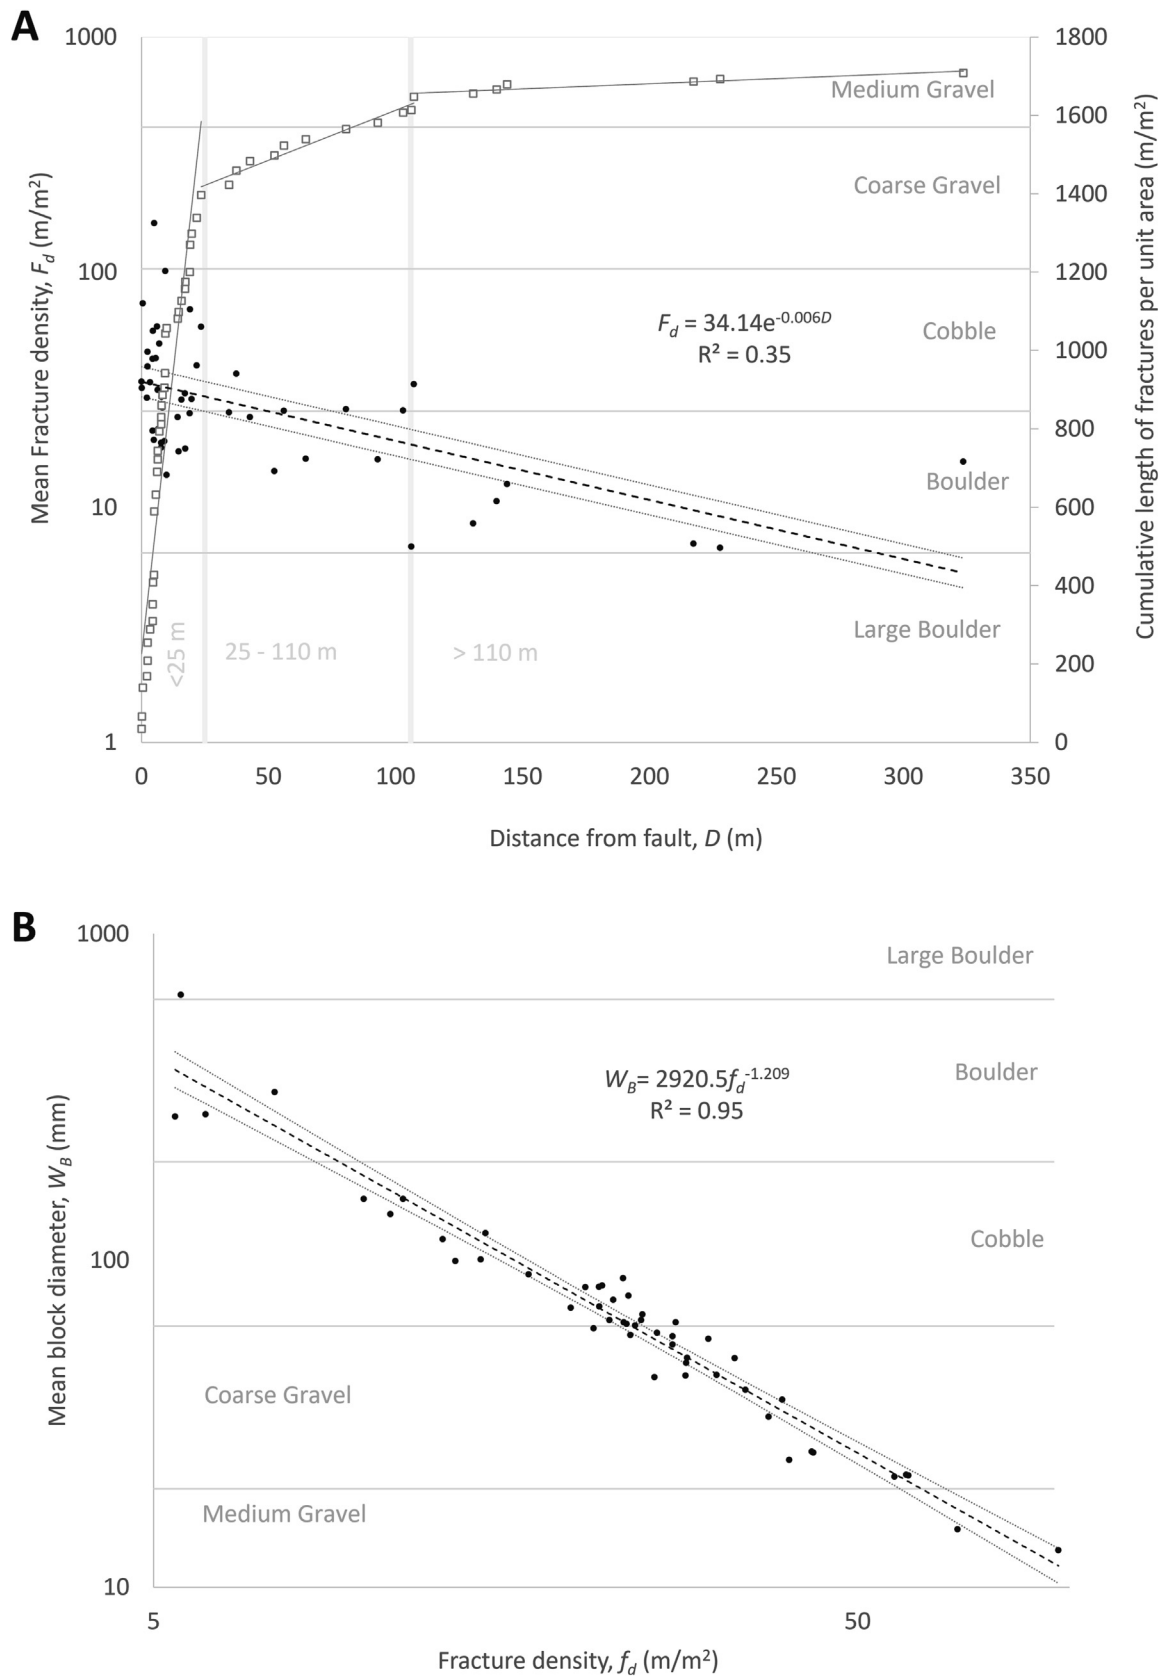 A
1000
1800
Medium Gravel
1600
Coarse Gravel
1400
100
1200
F_d = 34.14e^-0.006D
R² = 0.35
Cobble
1000
800
Boulder
10
600
400
Large Boulder
<25 m
25 - 110 m
> 110 m
200
1
0
0
50
100
150
200
250
300
350
Mean Fracture density, F_d (m/m²)
Cumulative length of fractures per unit area (m/m²)
Distance from fault, D (m)
B
1000
Large Boulder
W_B= 2920.5f_d^-1.209
R² = 0.95
Boulder
Cobble
100
Coarse Gravel
Medium Gravel
10
5
50
Mean block diameter, W_B (mm)
Fracture density, f_d (m/m²)